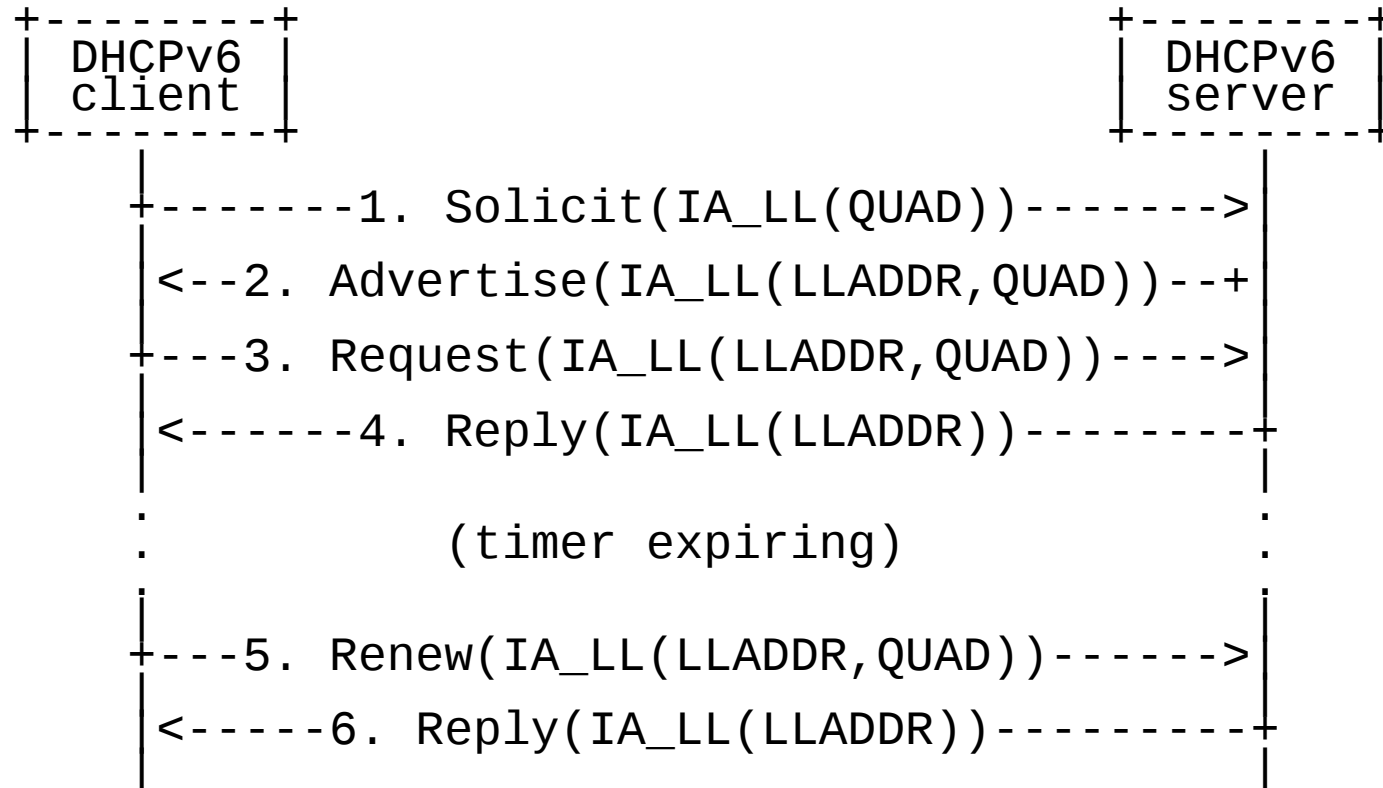 +--------+                            +--------+
| DHCPv6 |                            | DHCPv6 |
| client |                            | server |
+--------+                            +--------+
    |                                      |
    +-------1. Solicit(IA_LL(QUAD))------->|
    |                                      |
    |<--2. Advertise(IA_LL(LLADDR,QUAD))--+|
    |                                      |
    +---3. Request(IA_LL(LLADDR,QUAD))---->|
    |                                      |
    |<------4. Reply(IA_LL(LLADDR))--------+
    |                                      |
    .                                      .
    .          (timer expiring)            .
    .                                      .
    |                                      |
    +---5. Renew(IA_LL(LLADDR,QUAD))------>|
    |                                      |
    |<-----6. Reply(IA_LL(LLADDR))---------+
    |                                      |